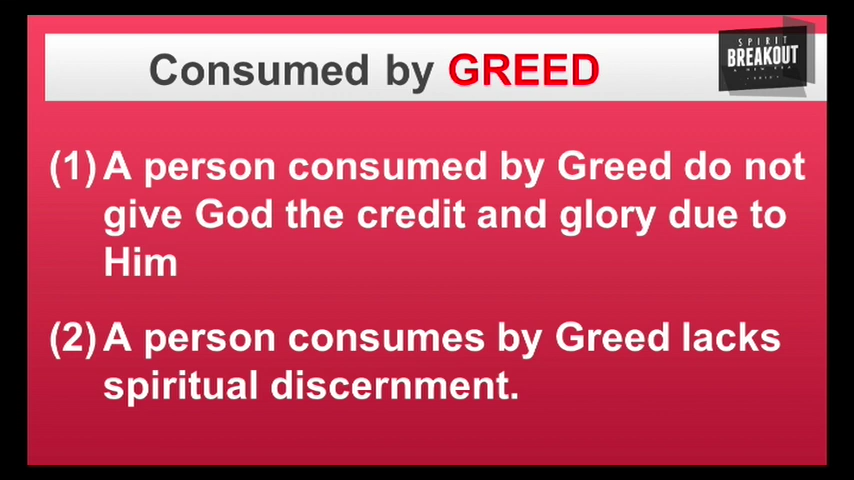 Consumed by GREED
SPIRIT
BREAKOUT
(1) A person consumed by Greed do not
give God the credit and glory due to
Him
(2) A person consumes by Greed lacks
spiritual discernment.